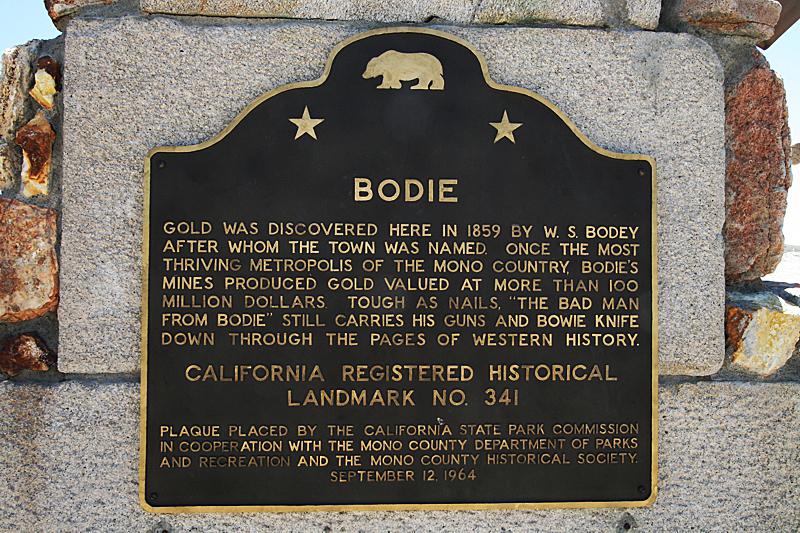 BODIE
GOLD WAS DISCOVERED HERE IN 1859 BY W. S. BODEY
AFTER WHOM THE TOWN WAS NAMED. ONCE THE MOST
THRIVING METROPOLIS OF THE MONO COUNTRY, BODIE'S
MINES PRODUCED GOLD VALUED AT MORE THAN 100
MILLION DOLLARS. TOUGH AS NAILS, "THE BAD MAN
FROM BODIE" STILL CARRIES HIS GUNS AND BOWIE KNIFE
DOWN THROUGH THE PAGES OF WESTERN HISTORY.
CALIFORNIA REGISTERED HISTORICAL
LANDMARK NO. 341
PLAQUE PLACED BY THE CALIFORNIA STATE PARK COMMISSION
IN COOPERATION WITH THE MONO COUNTY DEPARTMENT OF PARKS
AND RECREATION AND THE MONO COUNTY HISTORICAL SOCIETY.
SEPTEMBER 12, 1964